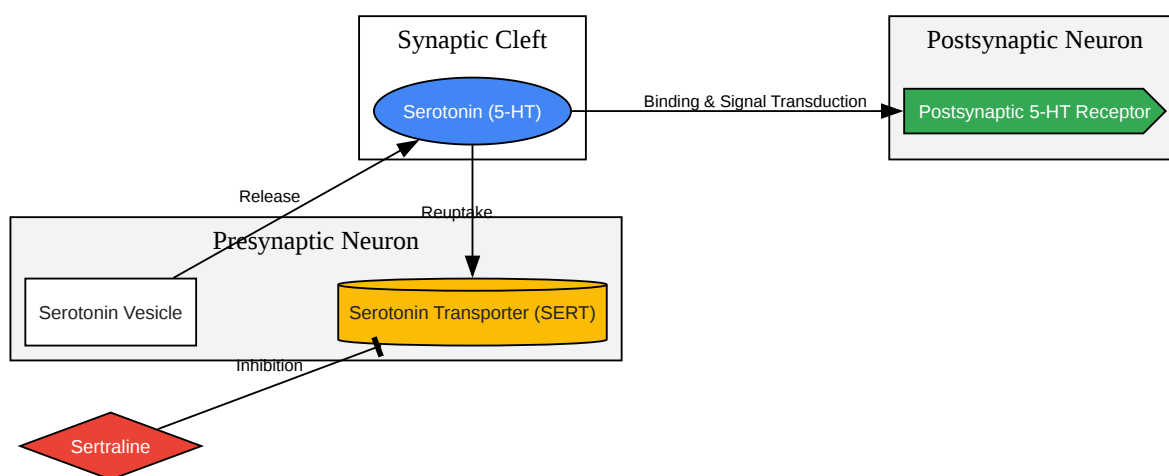 Synaptic Cleft
Postsynaptic Neuron
Serotonin (5-HT)
Binding & Signal Transduction
Postsynaptic 5-HT Receptor
Release
Reuptake
Presynaptic Neuron
Serotonin Vesicle
Serotonin Transporter (SERT)
Inhibition
Sertraline